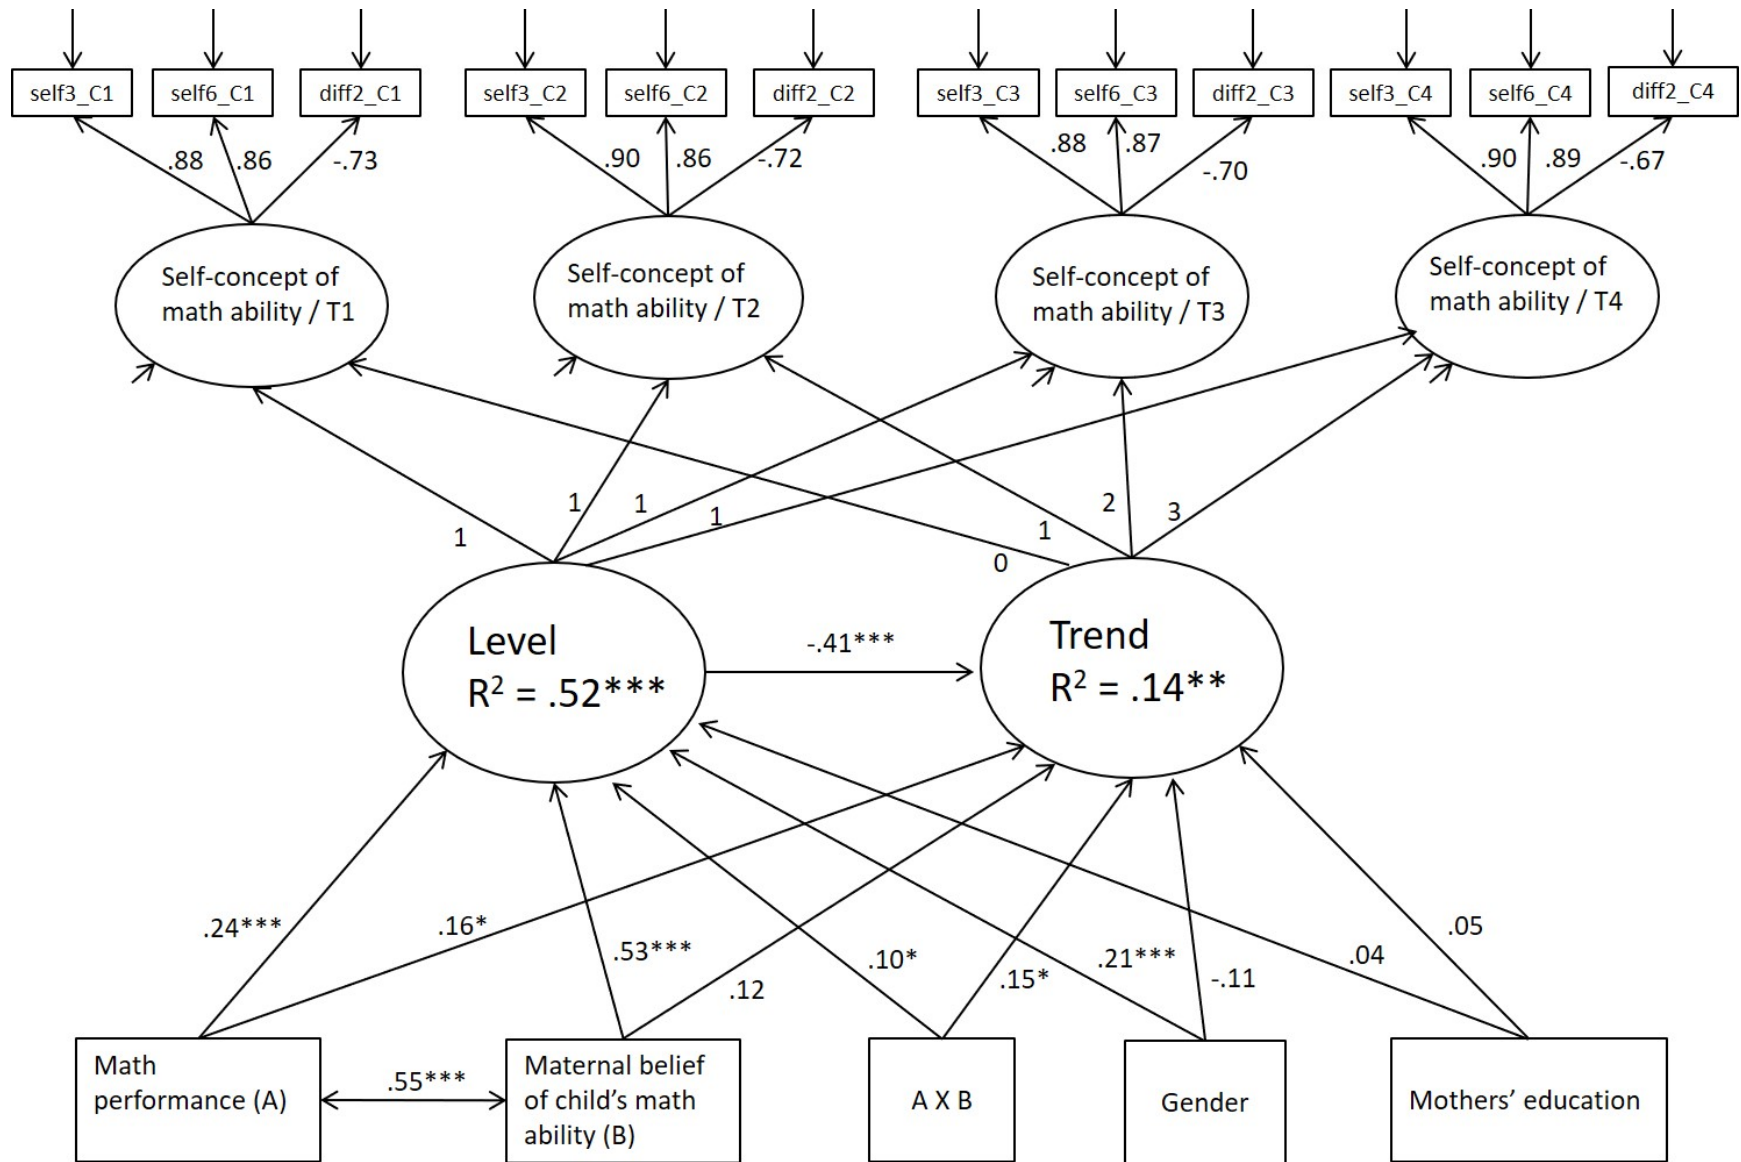 self3_C1
self6_C1
diff2_C1
self3_C2
self6_C2
diff2_C2
self3_C3
self6_C3
diff2_C3
self3_C4
self6_C4
diff2_C4
.88
.86
-.73
.90
.86
-.72
.88
.87
-.70
.90
.89
-.67
Self-concept of
math ability / T1
Self-concept of
math ability / T2
Self-concept of
math ability / T3
Self-concept of
math ability / T4
1
1
1
1
0
1
2
3
Level
R² = .52***
-.41***
Trend
R² = .14**
.24***
.16*
.53***
.12
.10*
.15*
.21***
-.11
.04
.05
Math
performance (A)
.55***
Maternal belief
of child’s math
ability (B)
A X B
Gender
Mothers’ education